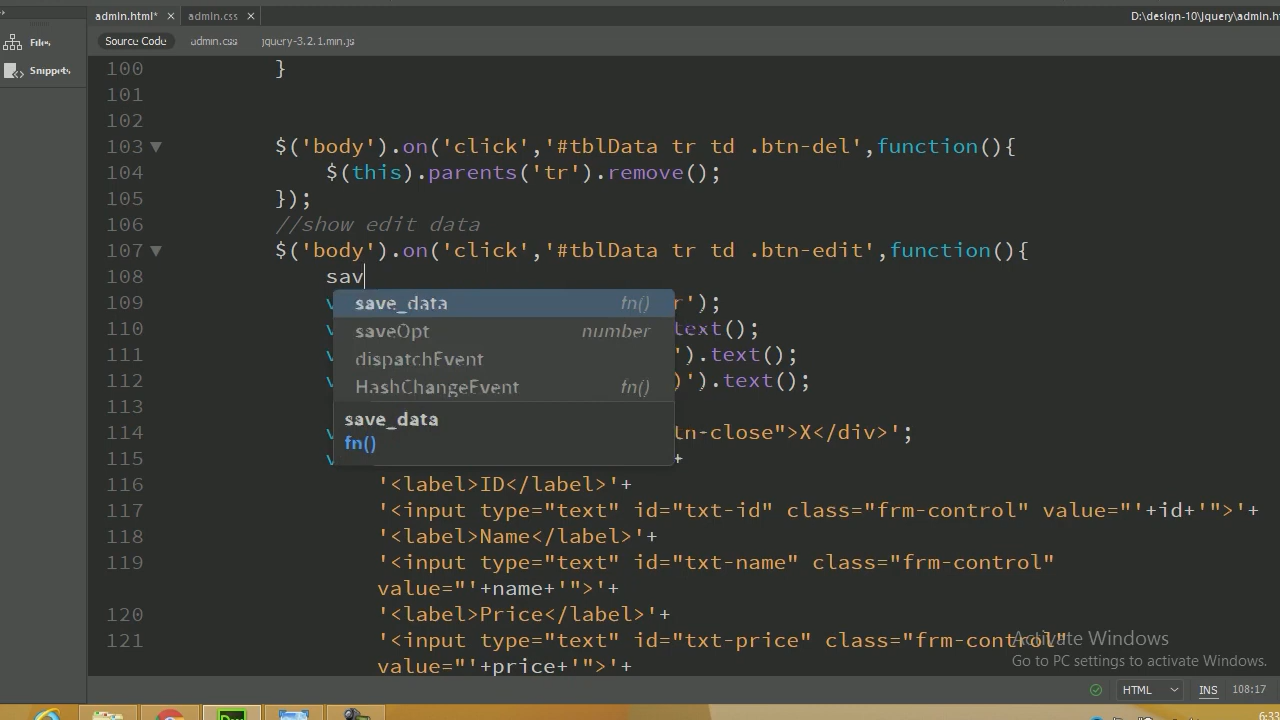 admin.html* × admin.css × D:\design-10\jquery\admin.h
Source Code admin.css jquery-3.2.1.min.js
Files
Snippets
100 }
101
102
103 $('body').on('click','#tblData tr td .btn-del',function(){
104 $(this).parents('tr').remove();
105 });
106 //show edit data
107 $('body').on('click','#tblData tr td .btn-edit',function(){
108 sav
109 r');
110 text();
111 ').text();
112 )').text();
113
114 tn-close">X</div>';
115 +
save_data fn()
saveOpt number
dispatchEvent
HashChangeEvent fn()
save_data
fn()
116 '<label>ID</label>'+
117 '<input type="text" id="txt-id" class="frm-control" value="'+id+'">'+
118 '<label>Name</label>'+
119 '<input type="text" id="txt-name" class="frm-control"
value="'+name+'">'+
120 '<label>Price</label>'+
121 '<input type="text" id="txt-price" class="frm-control"
value="'+price+'">'+
Activate Windows
Go to PC settings to activate Windows.
HTML INS 108:17